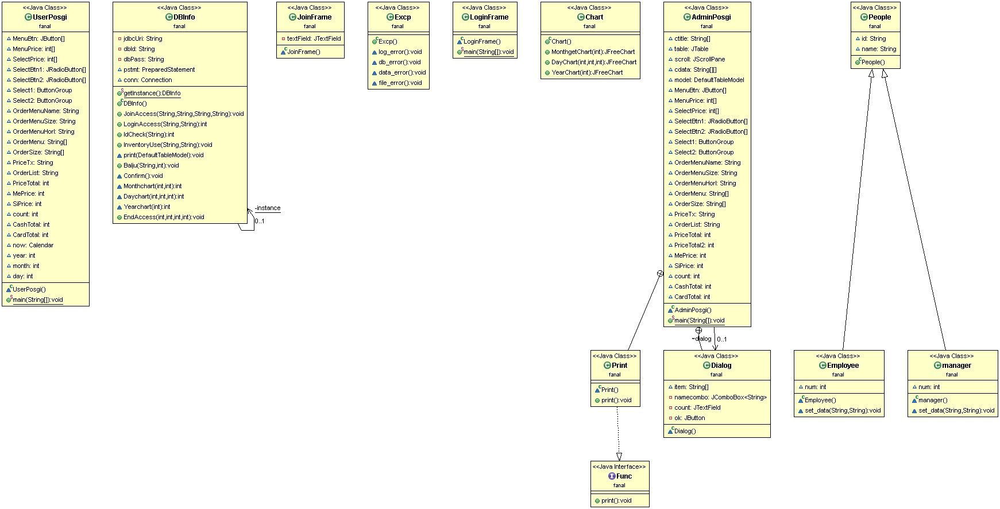 <<Java Class>>
UserPosgi
fanal
MenuBtn: JButton[]
MenuPrice: int[]
SelectPrice: int[]
SelectBtn1: JRadioButton[]
SelectBtn2: JRadioButton[]
Select1: ButtonGroup
Select2: ButtonGroup
OrderMenuName: String
OrderMenuSize: String
OrderMenuHorI: String
OrderMenu: String[]
OrderSize: String[]
PriceTx: String
OrderList: String
PriceTotal: int
MePrice: int
SiPrice: int
count: int
CashTotal: int
CardTotal: int
now: Calendar
year: int
month: int
day: int
UserPosgi()
main(String[]):void
<<Java Class>>
DBInfo
fanal
jdbcUri: String
dbId: String
dbPass: String
pstmt: PreparedStatement
conn: Connection
getInstance():DBInfo
DBInfo()
JoinAccess(String,String,String,String):void
LoginAccess(String,String):int
IdCheck(String):int
InventoryUse(String,String):void
print(DefaultTableModel):void
Balju(String,int):void
Confirm():void
Monthchart(int,int):int
Daychart(int,int,int):int
Yearchart(int):int
EndAccess(int,int,int,int):void
-instance
0..1
<<Java Class>>
JoinFrame
fanal
textField: JTextField
JoinFrame()
<<Java Class>>
Excp
fanal
Excp()
log_error():void
db_error():void
data_error():void
file_error():void
<<Java Class>>
LoginFrame
fanal
LoginFrame()
main(String[]):void
<<Java Class>>
Chart
fanal
Chart()
MonthgetChart(int):JFreeChart
DayChart(int,int,int):JFreeChart
YearChart(int):JFreeChart
<<Java Class>>
AdminPosgi
fanal
ctitle: String[]
table: JTable
scroll: JScrollPane
cdata: String[][]
model: DefaultTableModel
MenuBtn: JButton[]
MenuPrice: int[]
SelectPrice: int[]
SelectBtn1: JRadioButton[]
SelectBtn2: JRadioButton[]
Select1: ButtonGroup
Select2: ButtonGroup
OrderMenuName: String
OrderMenuSize: String
OrderMenuHorI: String
OrderMenu: String[]
OrderSize: String[]
PriceTx: String
OrderList: String
PriceTotal: int
PriceTotal2: int
MePrice: int
SiPrice: int
count: int
CashTotal: int
CardTotal: int
AdminPosgi()
main(String[]):void
~dialog
0..1
<<Java Class>>
People
fanal
id: String
name: String
People()
<<Java Class>>
Print
fanal
Print()
print():void
<<Java Class>>
Dialog
fanal
item: String[]
namecombo: JComboBox<String>
count: JTextField
ok: JButton
Dialog()
<<Java Class>>
Employee
fanal
num: int
Employee()
set_data(String,String):void
<<Java Class>>
manager
fanal
num: int
manager()
set_data(String,String):void
<<Java Interface>>
Func
fanal
print():void